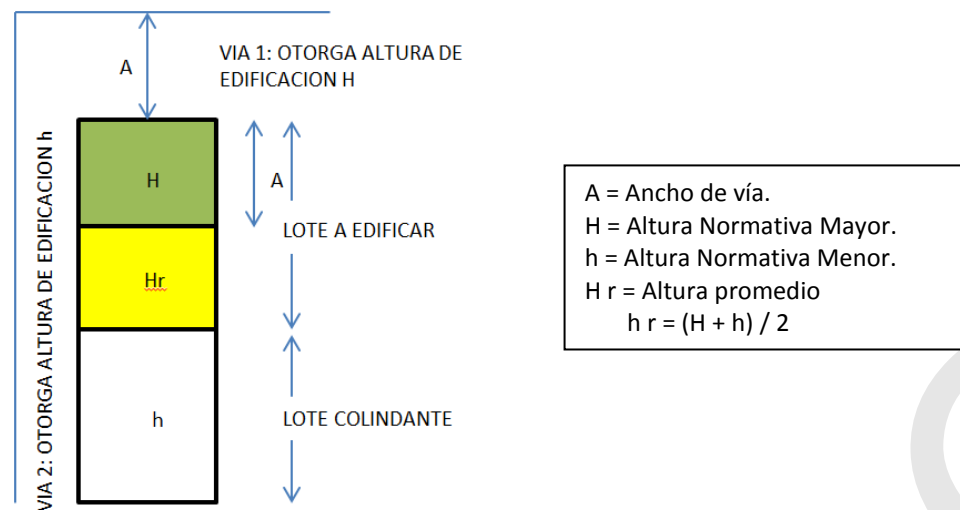 A
VIA 1: OTORGA ALTURA DE
EDIFICACION H
VIA 2: OTORGA ALTURA DE EDIFICACION h
H
A
LOTE A EDIFICAR
Hr
h
LOTE COLINDANTE
A = Ancho de vía.
H = Altura Normativa Mayor.
h = Altura Normativa Menor.
H r = Altura promedio
h r = (H + h) / 2